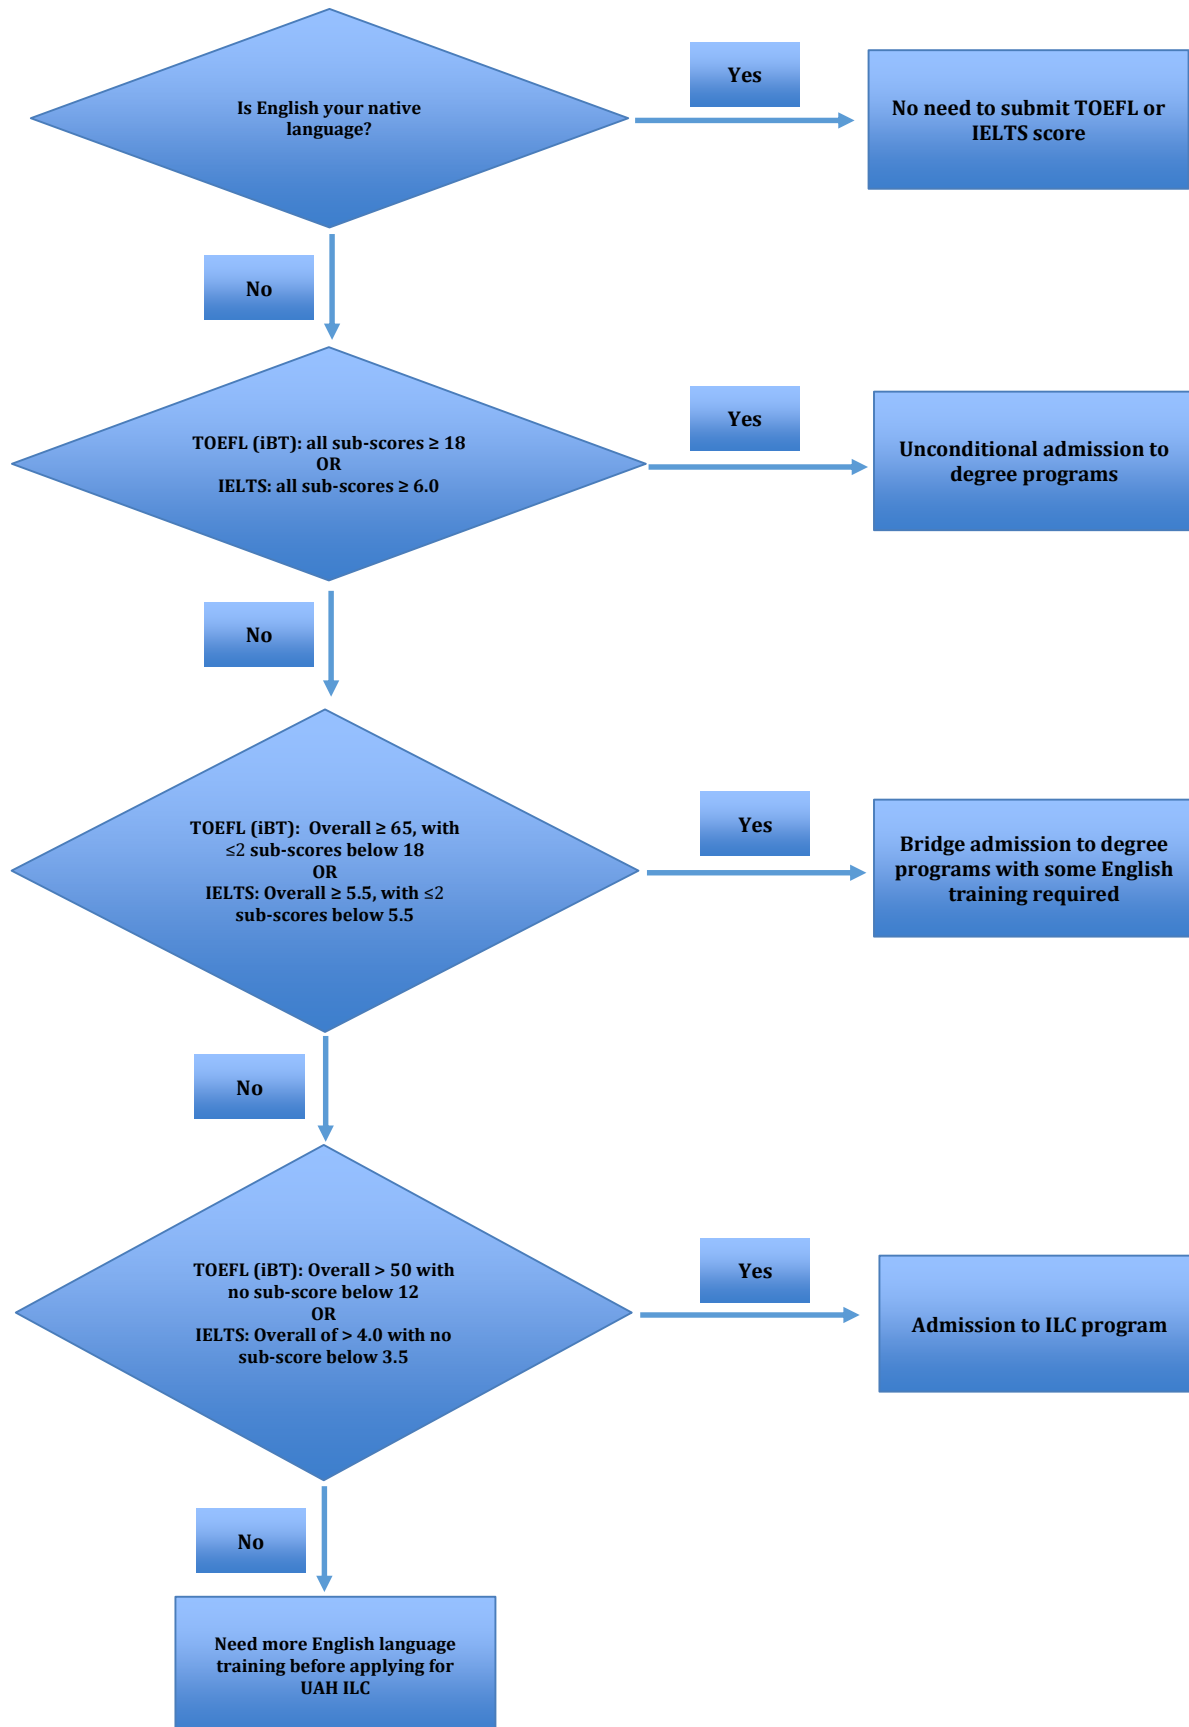 Is English your native
language?
Yes
No need to submit TOEFL or
IELTS score
No
TOEFL (iBT): all sub-scores ≥ 18
OR
IELTS: all sub-scores ≥ 6.0
Yes
Unconditional admission to
degree programs
No
TOEFL (iBT):  Overall ≥ 65, with
≤2 sub-scores below 18
OR
IELTS: Overall ≥ 5.5, with ≤2
sub-scores below 5.5
Yes
Bridge admission to degree
programs with some English
training required
No
TOEFL (iBT): Overall > 50 with
no sub-score below 12
OR
IELTS: Overall of > 4.0 with no
sub-score below 3.5
Yes
Admission to ILC program
No
Need more English language
training before applying for
UAH ILC